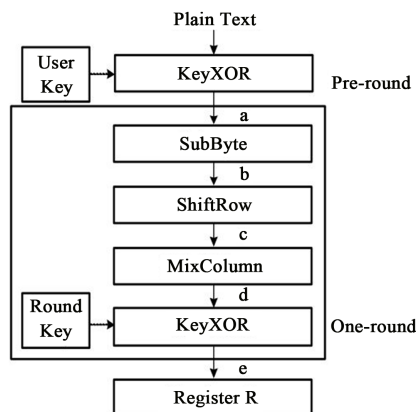 Plain Text
User
Key
KeyXOR
Pre-round
a
SubByte
b
ShiftRow
c
MixColumn
d
Round
Key
KeyXOR
One-round
e
Register R